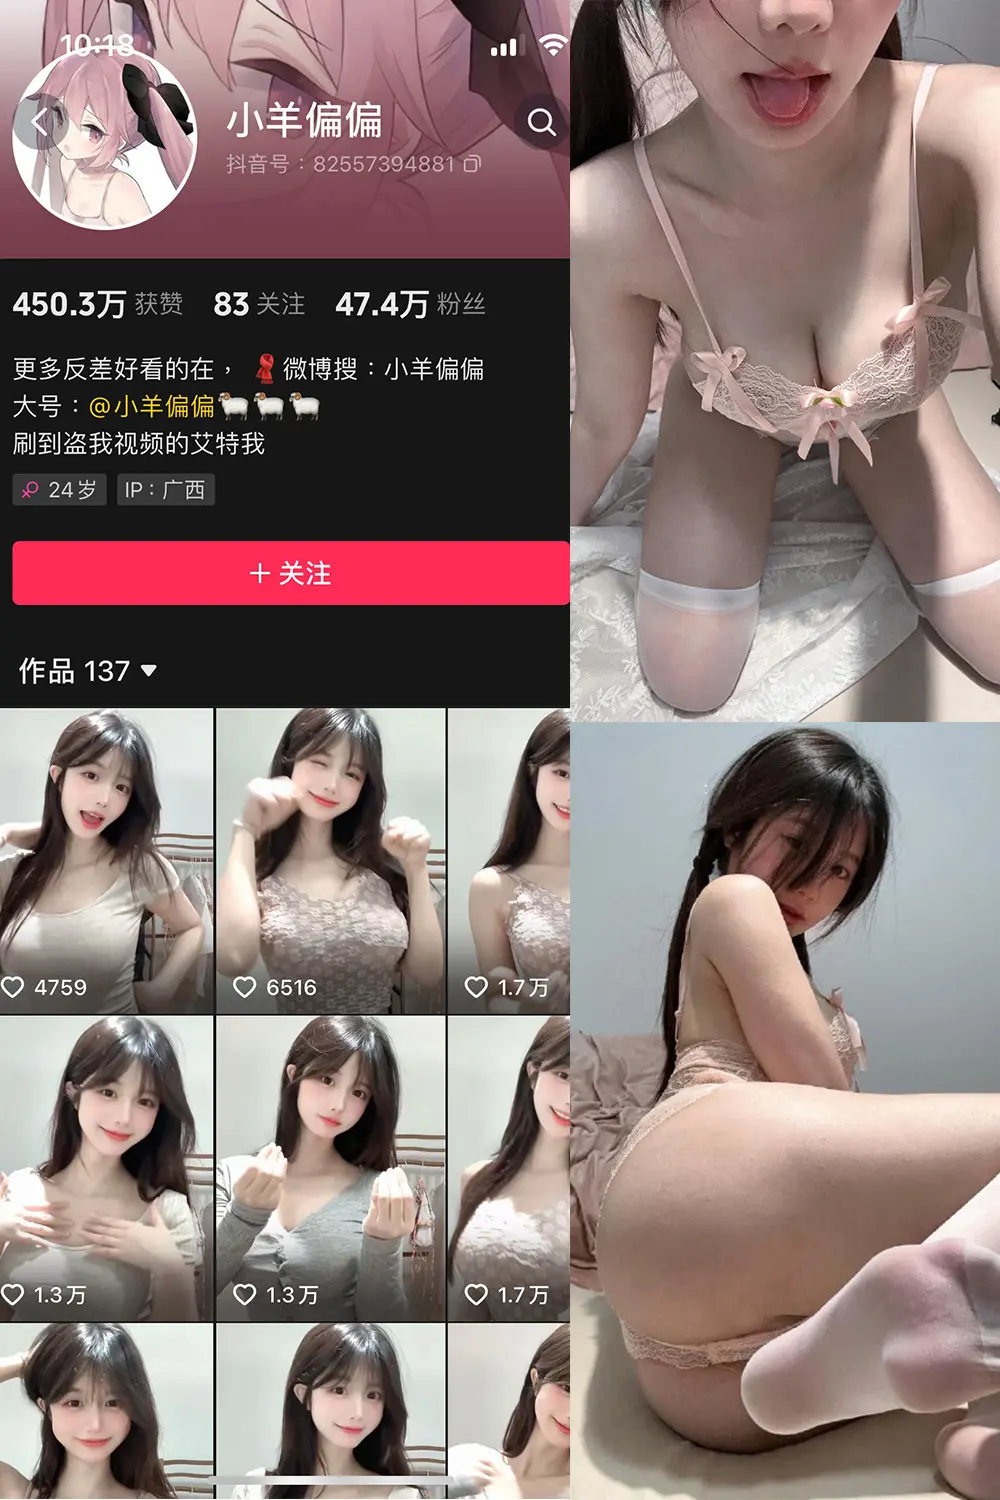 10:18
小羊偏偏
抖音号：82557394881
450.3万 获赞 83 关注 47.4万 粉丝
更多反差好看的在，🧣微博搜：小羊偏偏
大号：@小羊偏偏🐏🐏🐏
刷到盗我视频的艾特我
24岁 IP：广西
＋关注
作品 137
4759 6516 1.7万
1.3万 1.3万 1.7万